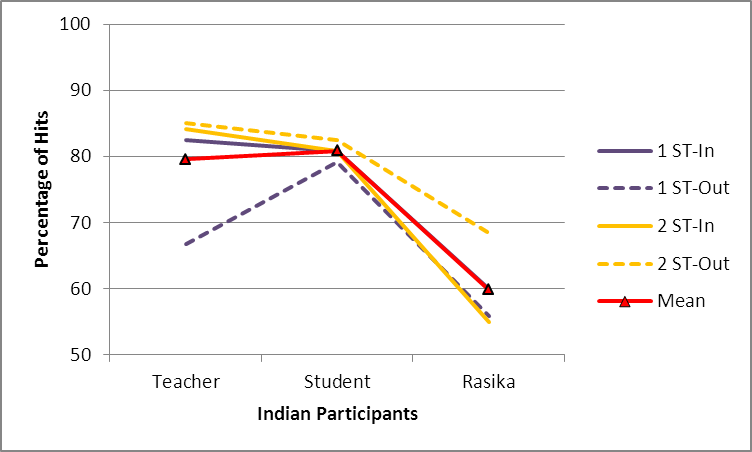 Percentage of Hits
100
90
80
70
60
50
Teacher Student Rasika
Indian Participants
1 ST-In
1 ST-Out
2 ST-In
2 ST-Out
Mean